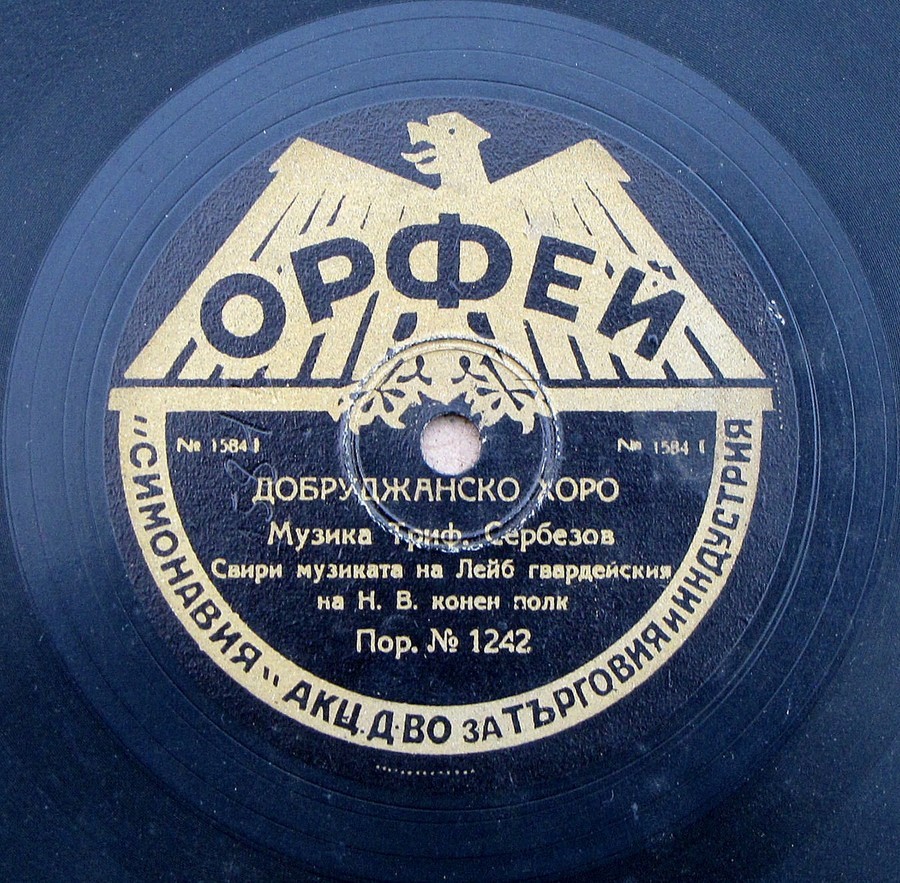 ОРФЕЙ
№ 1584 I
№ 1584 I
ДОБРУДЖАНСКО ХОРО
Музика Триф. Сербезов
Свири музиката на Лейб гвардейския
на Н. В. конен полк
Пор. № 1242
"СИМОНАВИЯ" АКЦ. Д-ВО ЗА ТЪРГОВИЯ И ИНДУСТРИЯ